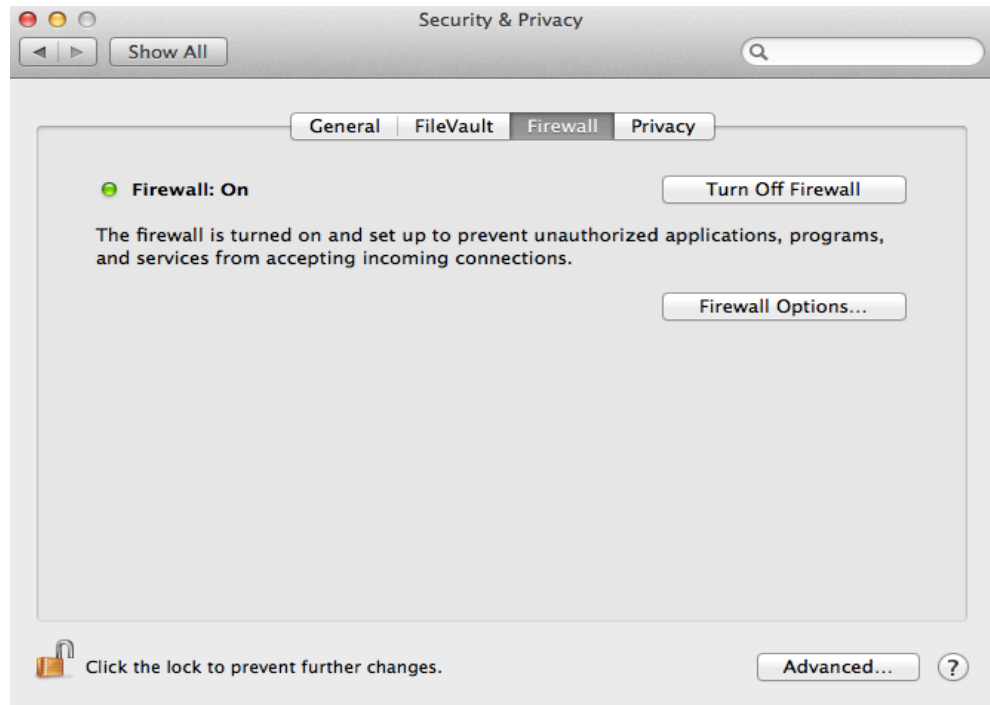 Security & Privacy
Show All
General FileVault Firewall Privacy
Firewall: On
Turn Off Firewall
The firewall is turned on and set up to prevent unauthorized applications, programs,
and services from accepting incoming connections.
Firewall Options...
Click the lock to prevent further changes.
Advanced...
?